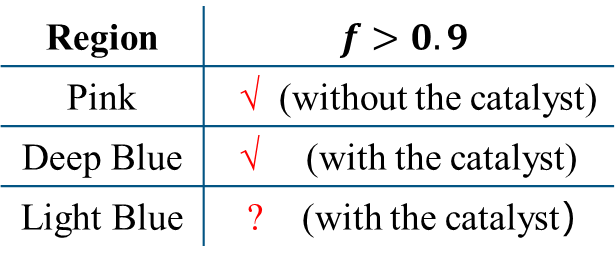 Region f > 0.9
Pink √ (without the catalyst)
Deep Blue √ (with the catalyst)
Light Blue ? (with the catalyst)